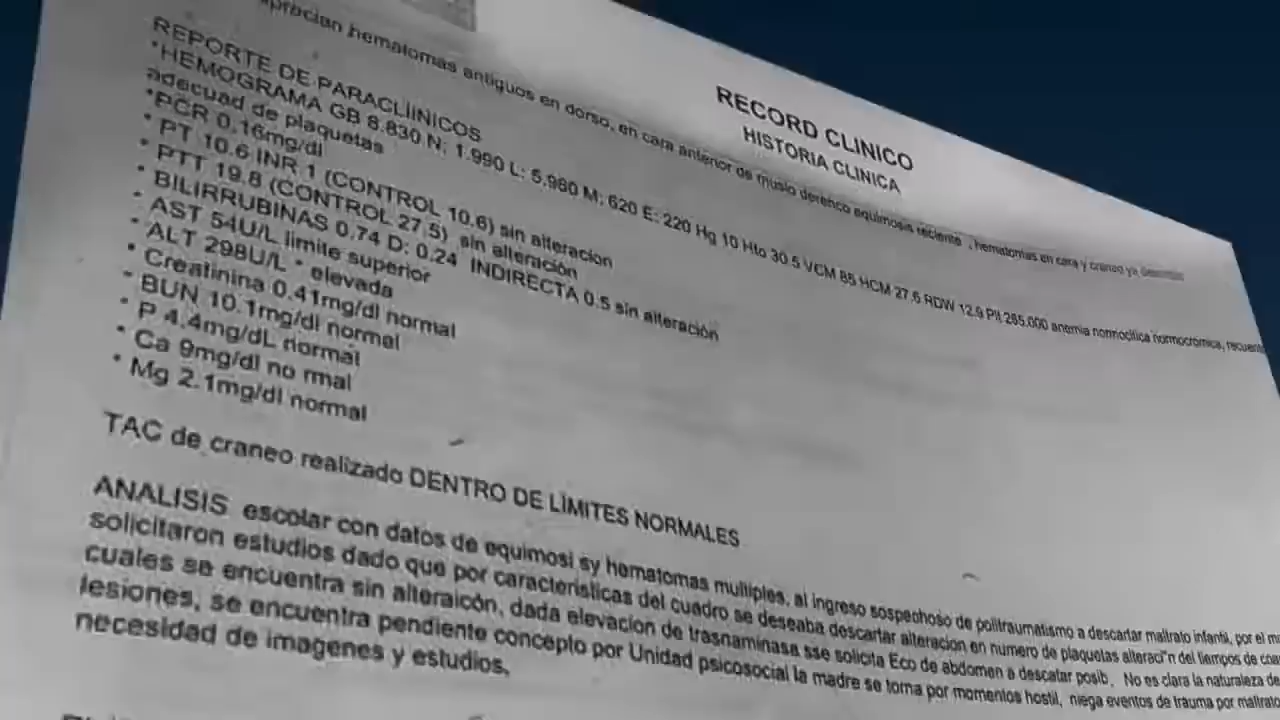 RECORD CLINICO
HISTORIA CLINICA
aprecian hematomas antiguos en dorso, en cara anterior de muslo derehco equimosis reciente , hematomas en cara y craneo ya descritos
REPORTE DE PARACLÍINICOS
*HEMOGRAMA GB 8.830 N: 1.990 L: 5.980 M: 620 E: 220 Hg 10 Hto 30.5 VCM 85 HCM 27.6 RDW 12.9 Plt 265.000 anemia normocitica normocromica, recuent
adecuad de plaquetas
*PCR 0.16mg/dl
* PT 10.6 INR 1 (CONTROL 10.6) sin alteracion
* PTT 19.8 (CONTROL 27.5) sin alteración
* BILIRRUBINAS 0.74 D: 0.24 INDIRECTA 0.5 sin alteración
* AST 54U/L limite superior
* ALT 298U/L * elevada
* Creatinina 0.41mg/dl normal
* BUN 10.1mg/dl normal
* P 4.4mg/dL normal
* Ca 9mg/dl no rmal
* Mg 2.1mg/dl normal
TAC de craneo realizado DENTRO DE LÍMITES NORMALES
ANALISIS escolar con datos de equimosi sy hematomas multiples, al ingreso sospechoso de politraumatismo a descartar maltrato infantil, por el m
solicitaron estudios dado que por caracteristicas del cuadro se deseaba descartar alteracion en numero de plaquetas alteraci"n del tiempos de coa
cuales se encuentra sin alteraicón, dada elevacion de trasnaminasa sse solicita Eco de abdomen a descatar posib, No es clara la naturaleza de
lesiones, se encuentra pendiente concepto por Unidad psicosocial la madre se torna por momentos hostil, niega eventos de trauma por maltrato
necesidad de imagenes y estudios,